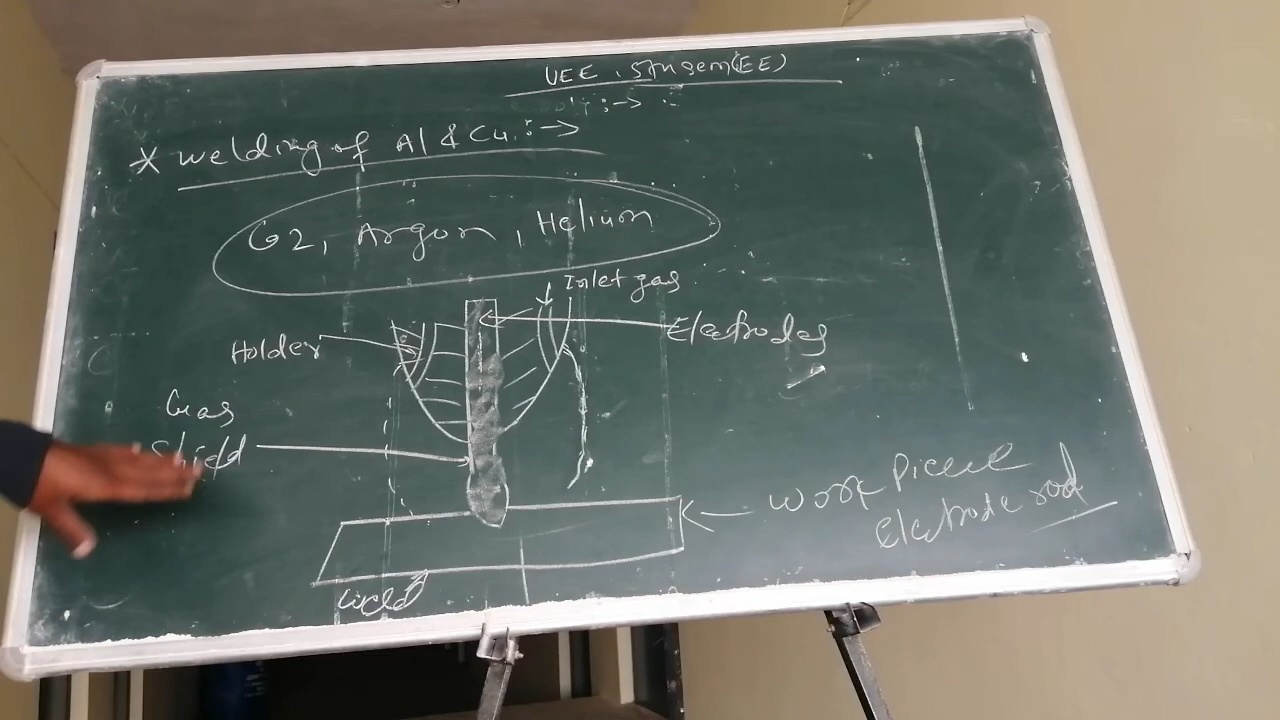 UEE, 5th sem(EE)
* Welding of Al & Cu :→
G2, Argon, Helium
Inlet gas
Electrodes
Holder
Gas
Shield
Work Piece
Electrode rod
Weld